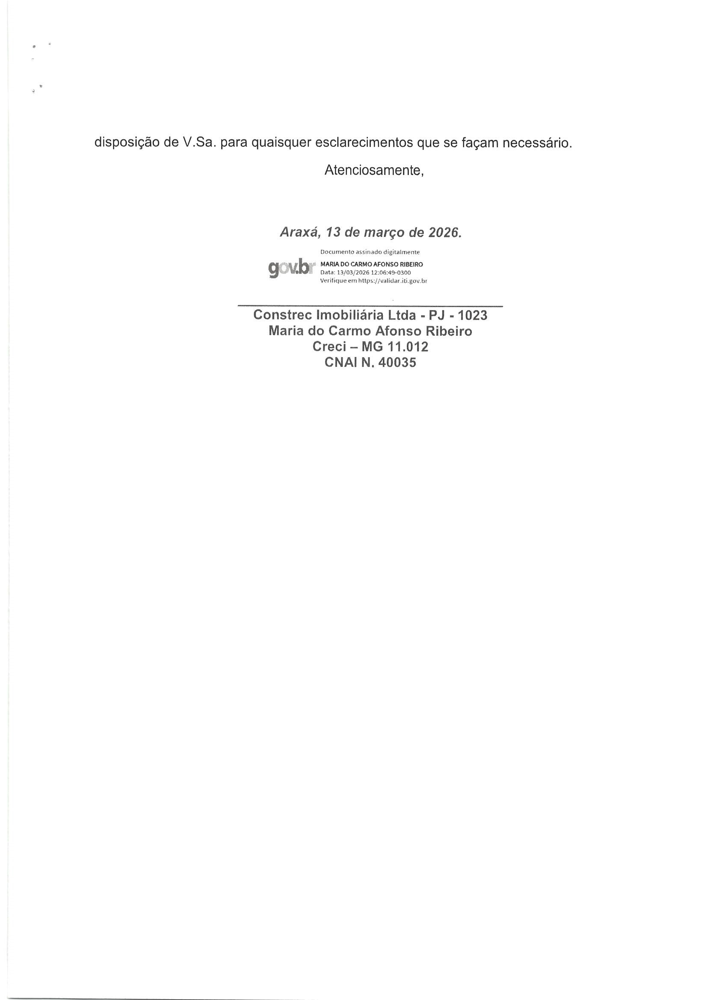 disposição de V.Sa. para quaisquer esclarecimentos que se façam necessário.
Atenciosamente,
Araxá, 13 de março de 2026.
Documento assinado digitalmente
gov.br
MARIA DO CARMO AFONSO RIBEIRO
Data: 13/03/2026 12:06:49-0300
Verifique em https://validar.iti.gov.br
Constrec Imobiliária Ltda - PJ - 1023
Maria do Carmo Afonso Ribeiro
Creci – MG 11.012
CNAI N. 40035